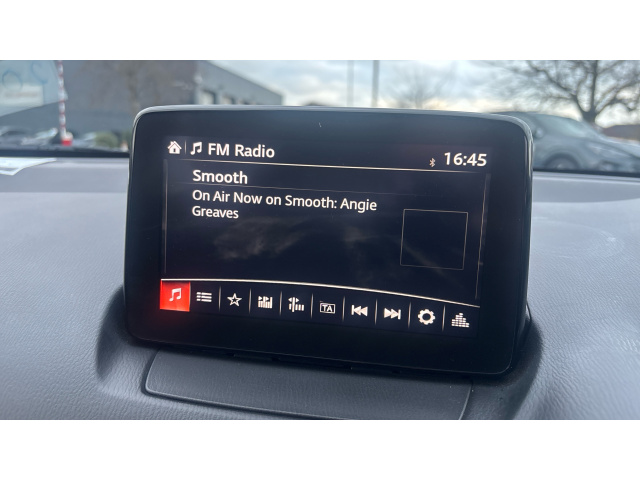 FM Radio
16:45
Smooth
On Air Now on Smooth: Angie
Greaves
TA